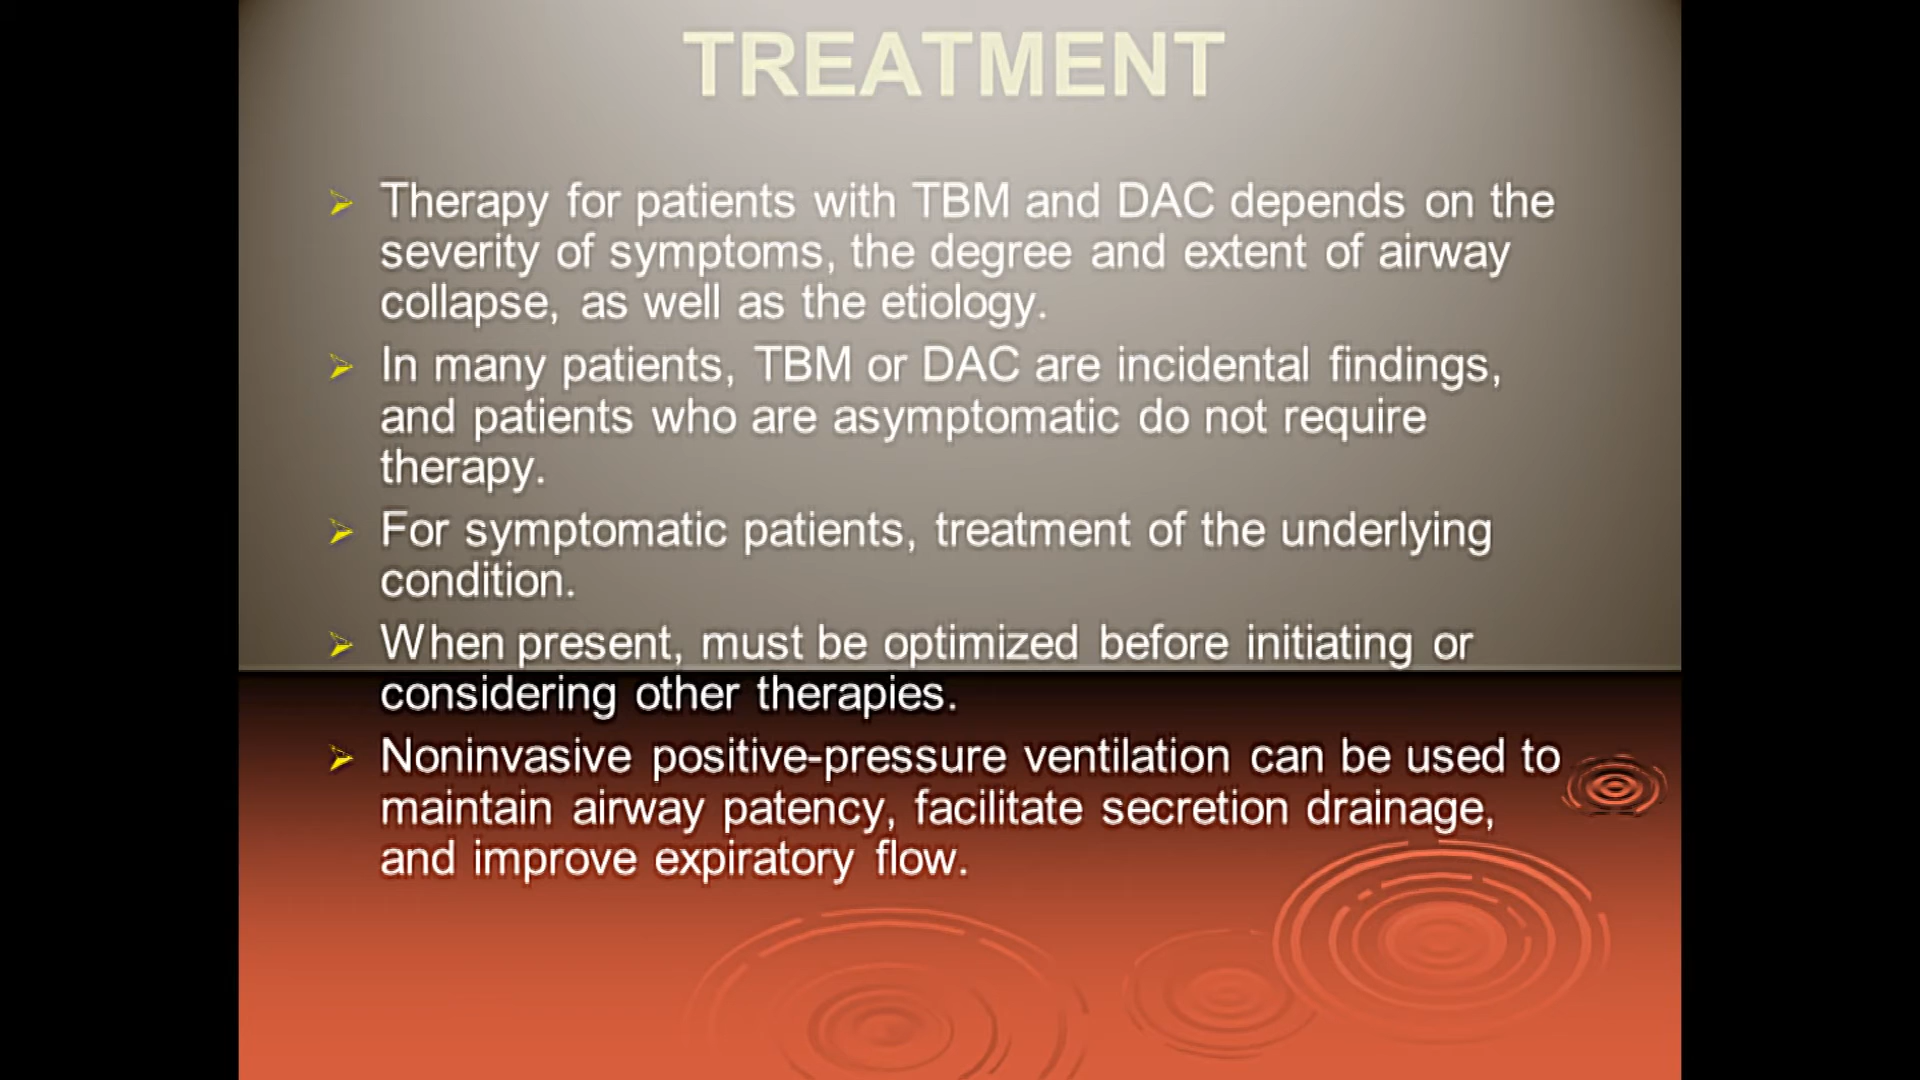 TREATMENT
Therapy for patients with TBM and DAC depends on the
severity of symptoms, the degree and extent of airway
collapse, as well as the etiology.
In many patients, TBM or DAC are incidental findings,
and patients who are asymptomatic do not require
therapy.
For symptomatic patients, treatment of the underlying
condition.
When present, must be optimized before initiating or
considering other therapies.
Noninvasive positive-pressure ventilation can be used to
maintain airway patency, facilitate secretion drainage,
and improve expiratory flow.